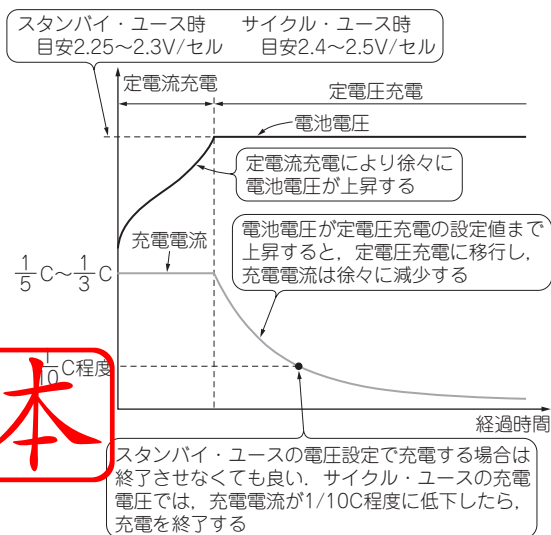 スタンバイ・ユース時　サイクル・ユース時
目安2.25～2.3V/セル　目安2.4～2.5V/セル
定電流充電
定電圧充電
電池電圧
定電流充電により徐々に
電池電圧が上昇する
充電電流
電池電圧が定電圧充電の設定値まで
上昇すると，定電圧充電に移行し，
充電電流は徐々に減少する
1/5 C～1/3 C
1/10 C程度
本
経過時間
スタンバイ・ユースの電圧設定で充電する場合は
終了させなくても良い．サイクル・ユースの充電
電圧では，充電電流が1/10C程度に低下したら，
充電を終了する